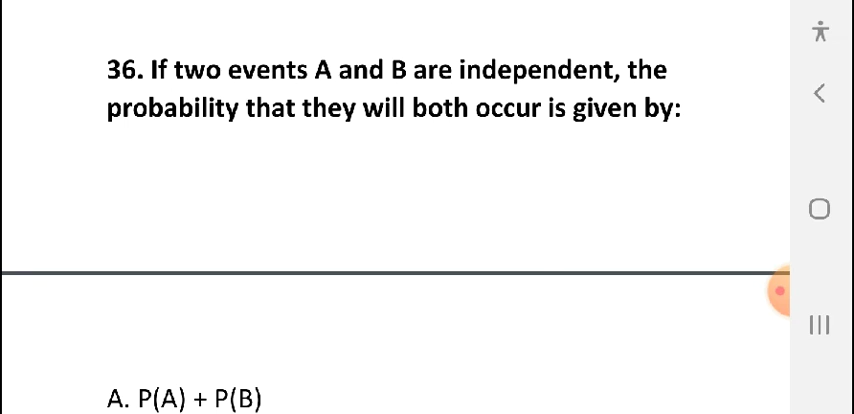 36. If two events A and B are independent, the
probability that they will both occur is given by:
A. P(A) + P(B)